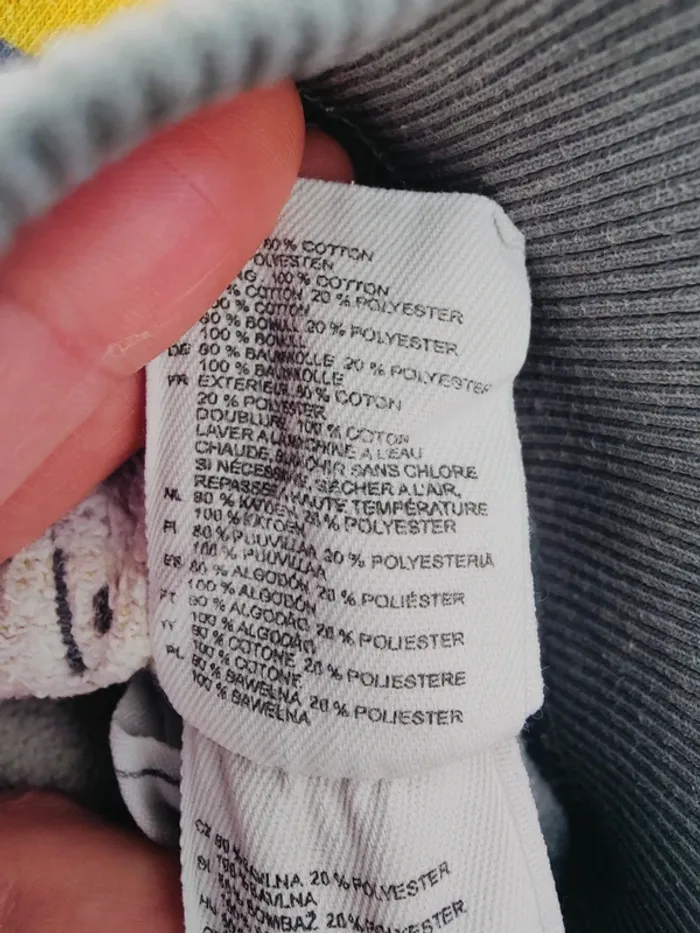 80 % COTTON
POLYESTER
100 % COTTON
% COTTON 20 % POLYESTER
% COTTON
80 % BOMULL 20 % POLYESTER
100 % BOMULL
DE 80 % BAUMWOLLE 20 % POLYESTER
100 % BAUMWOLLE
FR EXTÉRIEUR 80 % COTON
20 % POLYESTER
DOUBLURE 100 % COTON
LAVER A LA MACHINE A L'EAU
CHAUDE, BLANCHIR SANS CHLORE
SI NÉCESSAIRE, SÉCHER A L'AIR,
REPASSER A HAUTE TEMPÉRATURE
NL 80 % KATOEN 20 % POLYESTER
100 % KATOEN
FI 80 % PUUVILLAA 20 % POLYESTERIÄ
100 % PUUVILLAA
ES 80 % ALGODÓN 20 % POLIÉSTER
100 % ALGODÓN
PT 80 % ALGODÃO 20 % POLIÉSTER
100 % ALGODÃO
IT 80 % COTONE 20 % POLIESTERE
100 % COTONE
PL 80 % BAWEŁNA 20 % POLIESTER
100 % BAWEŁNA
CZ 80 % BAVLNA 20 % POLYESTER
100 % BAVLNA
SI BOMBAŽ 20 % POLYESTER
HU